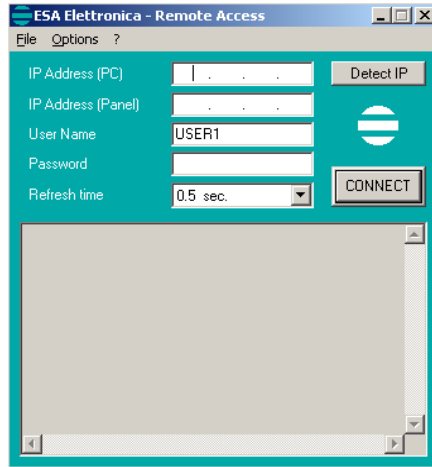 ESA Elettronica - Remote Access
File Options ?
IP Address (PC) . . . Detect IP
IP Address (Panel) . . .
User Name USER1
Password
Refresh time 0.5 sec. CONNECT